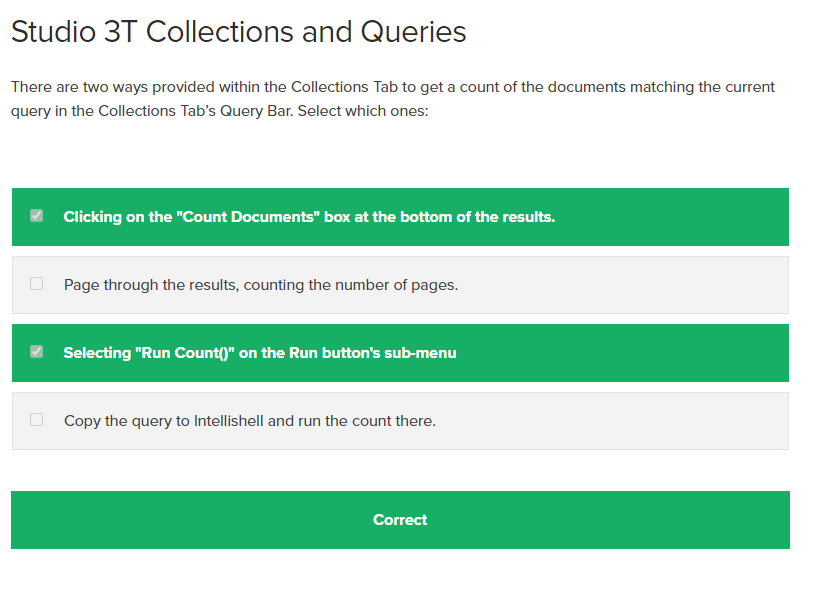 Studio 3T Collections and Queries
There are two ways provided within the Collections Tab to get a count of the documents matching the current
query in the Collections Tab’s Query Bar. Select which ones:
Clicking on the "Count Documents" box at the bottom of the results.
Page through the results, counting the number of pages.
Selecting "Run Count()" on the Run button's sub-menu
Copy the query to Intellishell and run the count there.
Correct